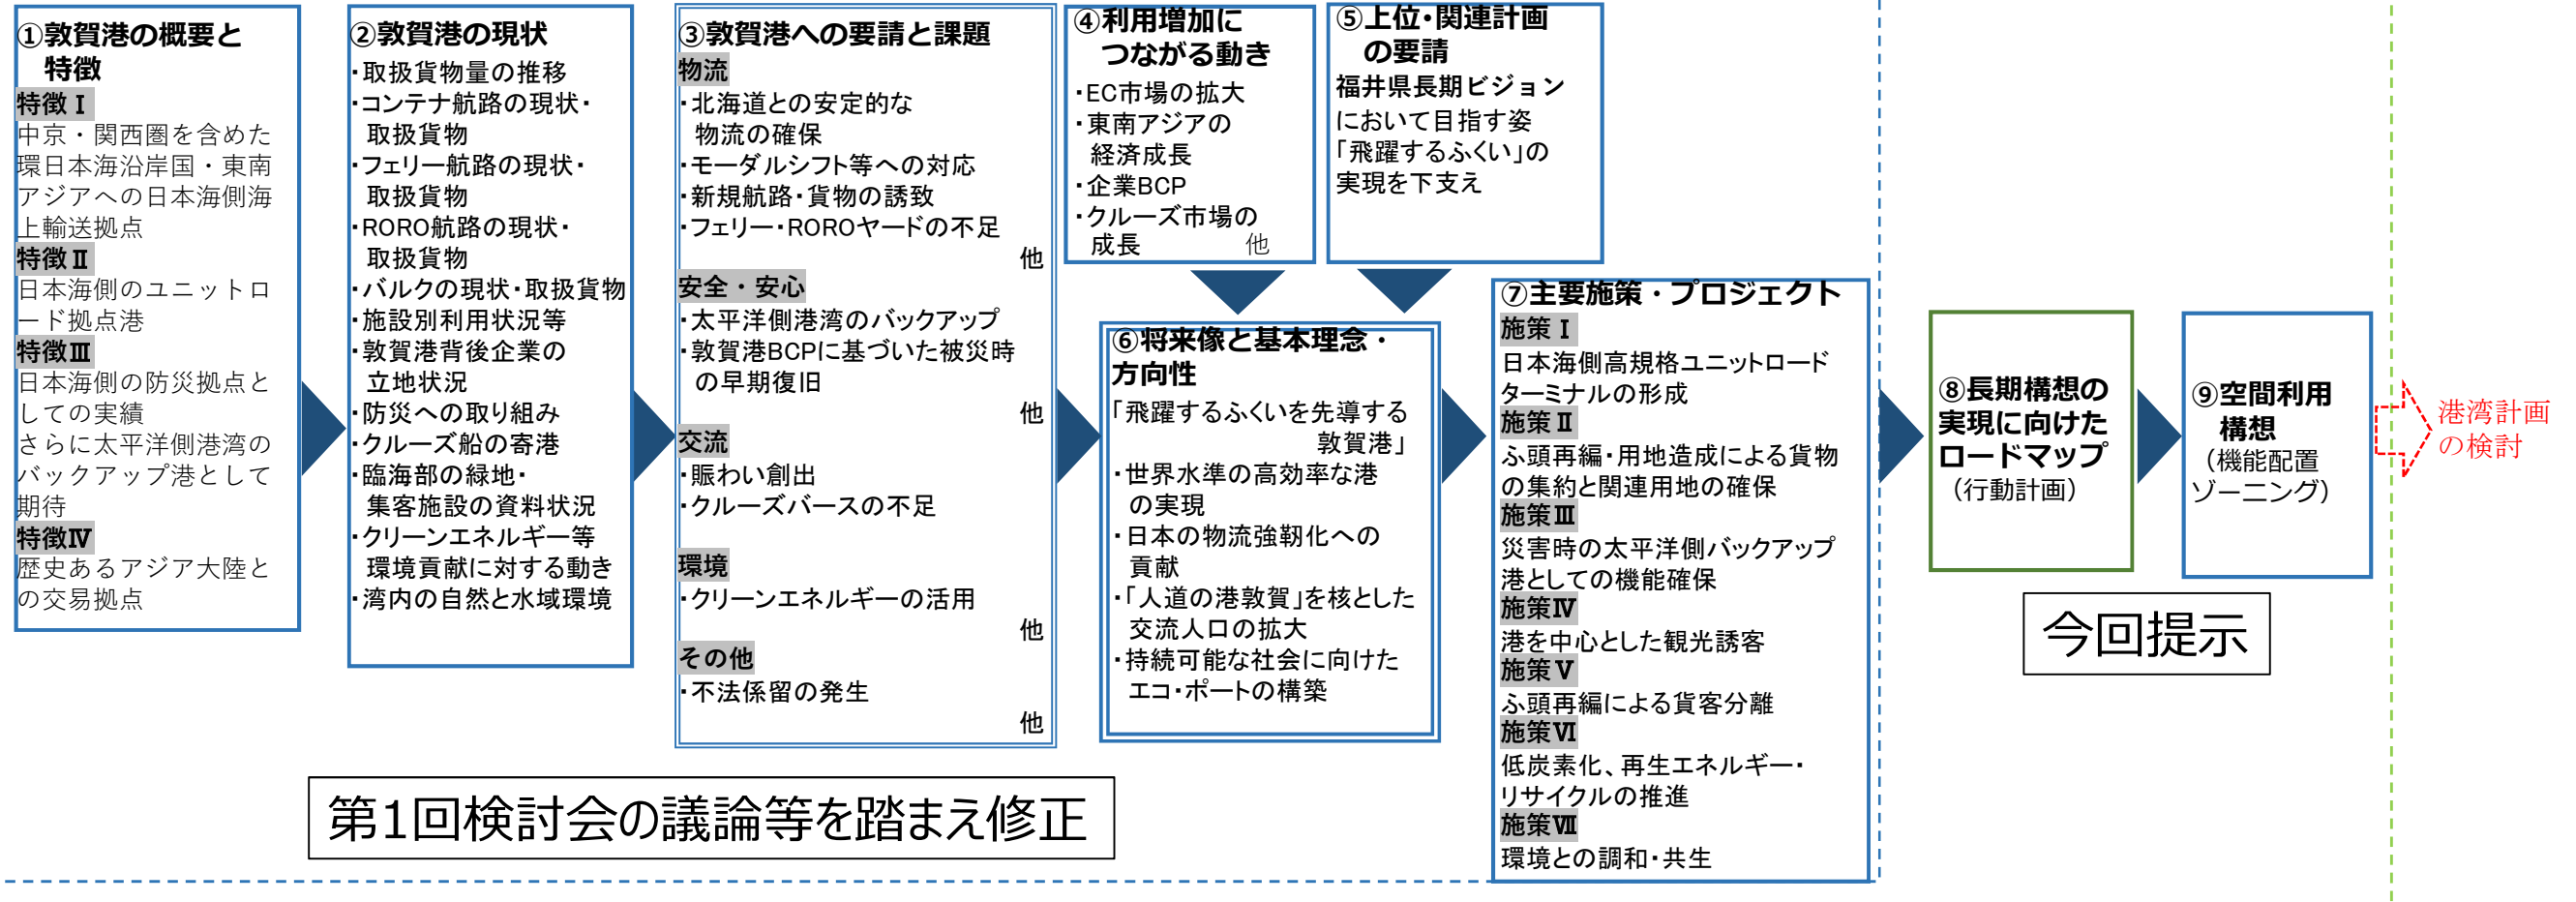 ①敦賀港の概要と
特徴
特徴Ⅰ
中京・関西圏を含めた
環日本海沿岸国・東南
アジアへの日本海側海
上輸送拠点
特徴Ⅱ
日本海側のユニットロ
ード拠点港
特徴Ⅲ
日本海側の防災拠点と
しての実績
さらに太平洋側港湾の
バックアップ港として
期待
特徴Ⅳ
歴史あるアジア大陸と
の交易拠点
②敦賀港の現状
・取扱貨物量の推移
・コンテナ航路の現状・
取扱貨物
・フェリー航路の現状・
取扱貨物
・RORO航路の現状・
取扱貨物
・バルクの現状・取扱貨物
・施設別利用状況等
・敦賀港背後企業の
立地状況
・防災への取り組み
・クルーズ船の寄港
・臨海部の緑地・
集客施設の資料状況
・クリーンエネルギー等
環境貢献に対する動き
・湾内の自然と水域環境
③敦賀港への要請と課題
物流
・北海道との安定的な
物流の確保
・モーダルシフト等への対応
・新規航路・貨物の誘致
・フェリー・ROROヤードの不足
他
安全・安心
・太平洋側港湾のバックアップ
・敦賀港BCPに基づいた被災時
の早期復旧
他
交流
・賑わい創出
・クルーズバースの不足
環境
・クリーンエネルギーの活用
他
その他
・不法係留の発生
他
④利用増加に
つながる動き
・EC市場の拡大
・東南アジアの
経済成長
・企業BCP
・クルーズ市場の
成長 他
⑤上位・関連計画
の要請
福井県長期ビジョン
において目指す姿
「飛躍するふくい」の
実現を下支え
⑥将来像と基本理念・
方向性
「飛躍するふくいを先導する
敦賀港」
・世界水準の高効率な港
の実現
・日本の物流強靭化への
貢献
・「人道の港敦賀」を核とした
交流人口の拡大
・持続可能な社会に向けた
エコ・ポートの構築
⑦主要施策・プロジェクト
施策Ⅰ
日本海側高規格ユニットロード
ターミナルの形成
施策Ⅱ
ふ頭再編・用地造成による貨物
の集約と関連用地の確保
施策Ⅲ
災害時の太平洋側バックアップ
港としての機能確保
施策Ⅳ
港を中心とした観光誘客
施策Ⅴ
ふ頭再編による貨客分離
施策Ⅵ
低炭素化、再生エネルギー・
リサイクルの推進
施策Ⅶ
環境との調和・共生
⑧長期構想の
実現に向けた
ロードマップ
（行動計画）
⑨空間利用
構想
（機能配置
ゾーニング）
港湾計画
の検討
今回提示
第1回検討会の議論等を踏まえ修正